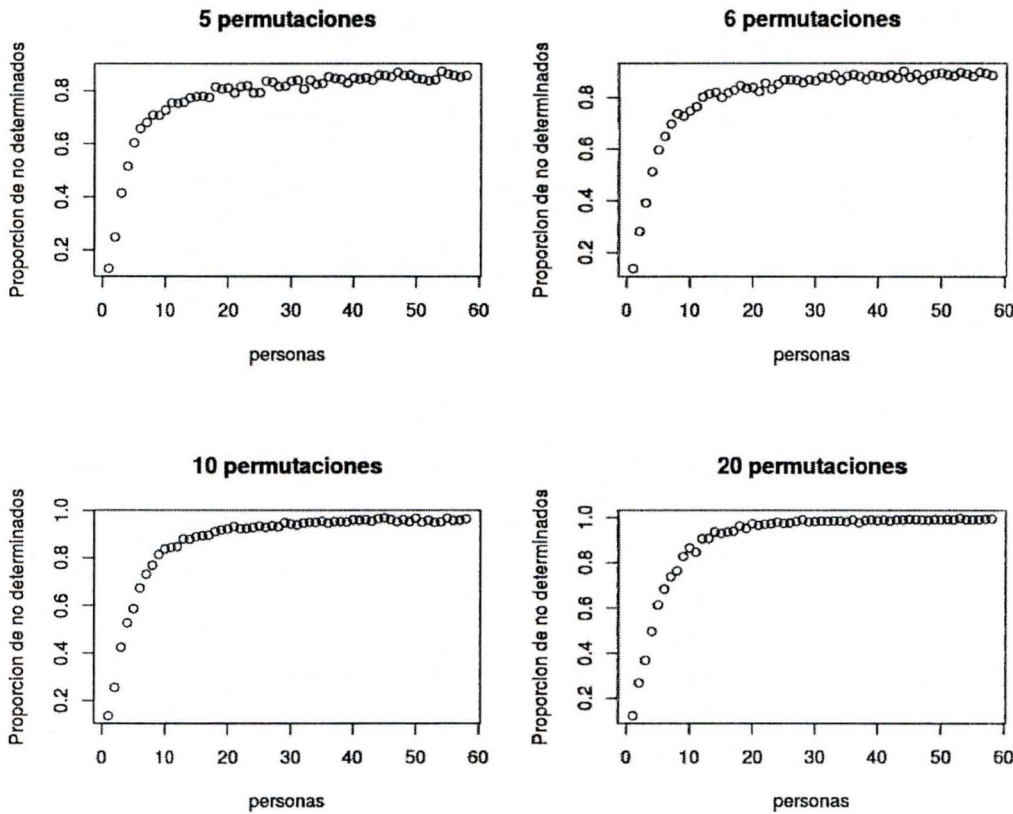 5 permutaciones
Proporcion de no determinados
0.2 0.4 0.6 0.8
0 10 20 30 40 50 60
personas
6 permutaciones
Proporcion de no determinados
0.2 0.4 0.6 0.8
0 10 20 30 40 50 60
personas
10 permutaciones
Proporcion de no determinados
0.2 0.4 0.6 0.8 1.0
0 10 20 30 40 50 60
personas
20 permutaciones
Proporcion de no determinados
0.2 0.4 0.6 0.8 1.0
0 10 20 30 40 50 60
personas